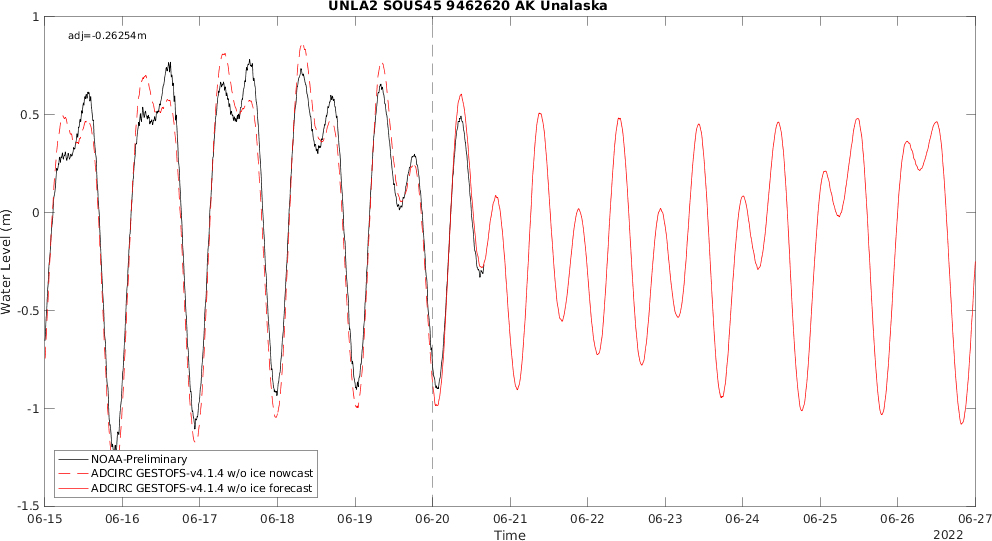 UNLA2 SOUS45 9462620 AK Unalaska
adj=-0.26254m
1
0.5
0
-0.5
-1
-1.5
Water Level (m)
NOAA-Preliminary
ADCIRC GESTOFS-v4.1.4 w/o ice nowcast
ADCIRC GESTOFS-v4.1.4 w/o ice forecast
06-15 06-16 06-17 06-18 06-19 06-20 06-21 06-22 06-23 06-24 06-25 06-26 06-27
Time
2022